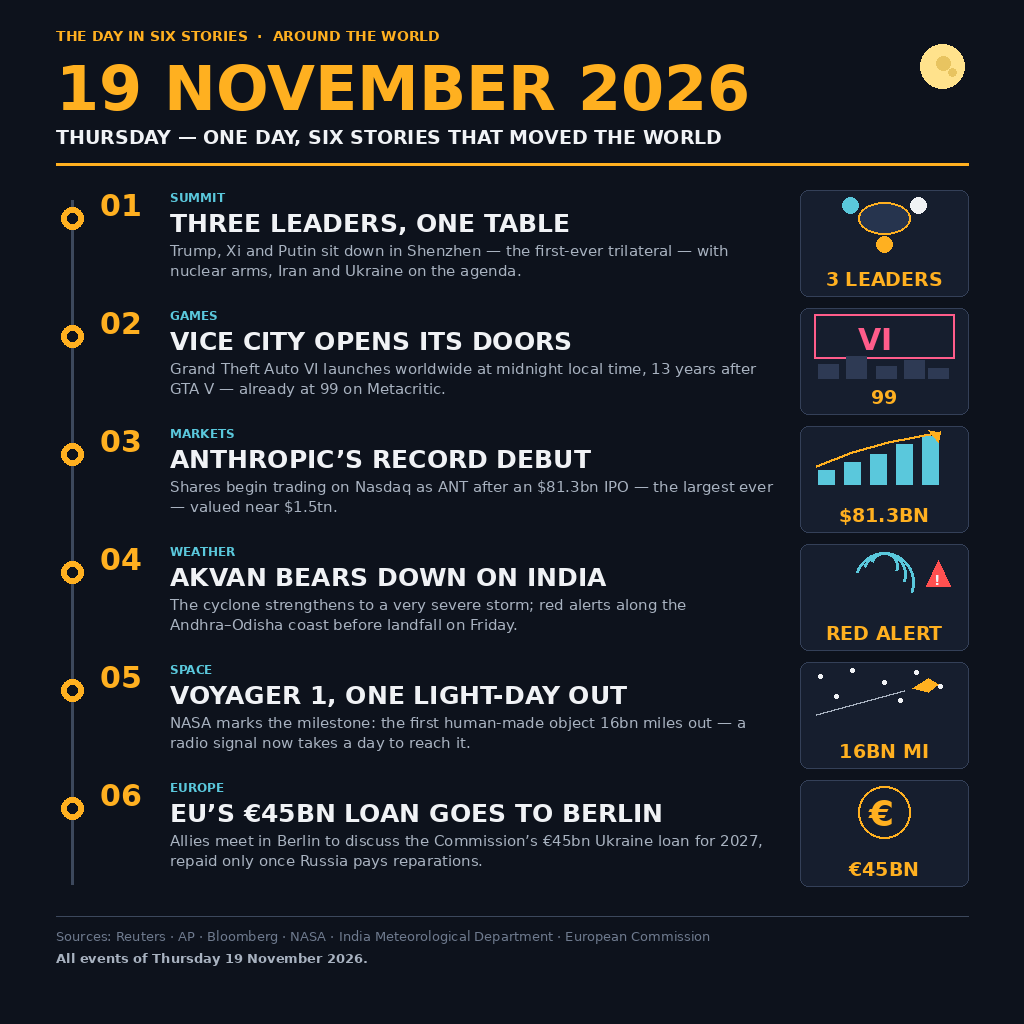 THE DAY IN SIX STORIES · AROUND THE WORLD
19 NOVEMBER 2026
THURSDAY — ONE DAY, SIX STORIES THAT MOVED THE WORLD
01
SUMMIT
THREE LEADERS, ONE TABLE
Trump, Xi and Putin sit down in Shenzhen — the first-ever trilateral — with
nuclear arms, Iran and Ukraine on the agenda.
3 LEADERS
02
GAMES
VICE CITY OPENS ITS DOORS
Grand Theft Auto VI launches worldwide at midnight local time, 13 years after
GTA V — already at 99 on Metacritic.
VI
99
03
MARKETS
ANTHROPIC’S RECORD DEBUT
Shares begin trading on Nasdaq as ANT after an $81.3bn IPO — the largest ever
— valued near $1.5tn.
$81.3BN
04
WEATHER
AKVAN BEARS DOWN ON INDIA
The cyclone strengthens to a very severe storm; red alerts along the
Andhra–Odisha coast before landfall on Friday.
!
RED ALERT
05
SPACE
VOYAGER 1, ONE LIGHT-DAY OUT
NASA marks the milestone: the first human-made object 16bn miles out — a
radio signal now takes a day to reach it.
16BN MI
06
EUROPE
EU’S €45BN LOAN GOES TO BERLIN
Allies meet in Berlin to discuss the Commission’s €45bn Ukraine loan for 2027,
repaid only once Russia pays reparations.
€
€45BN
Sources: Reuters · AP · Bloomberg · NASA · India Meteorological Department · European Commission
All events of Thursday 19 November 2026.